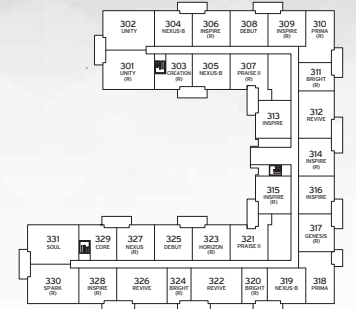 302
UNITY
304
NEXUS-B
306
INSPIRE
(R)
308
DEBUT
309
INSPIRE
(R)
310
PRIMA
(R)
301
UNITY
(R)
303
CREATION
(R)
305
NEXUS-B
307
PRAISE II
(R)
311
BRIGHT
(R)
312
REVIVE
313
INSPIRE
314
INSPIRE
(R)
315
INSPIRE
(R)
316
INSPIRE
317
GENESIS
(R)
331
SOUL
329
CORE
327
NEXUS
(R)
325
DEBUT
323
HORIZON
(R)
321
PRAISE II
330
SPARK
(R)
328
INSPIRE
(R)
326
REVIVE
324
BRIGHT
(R)
322
REVIVE
320
BRIGHT
(R)
319
NEXUS-B
318
PRIMA